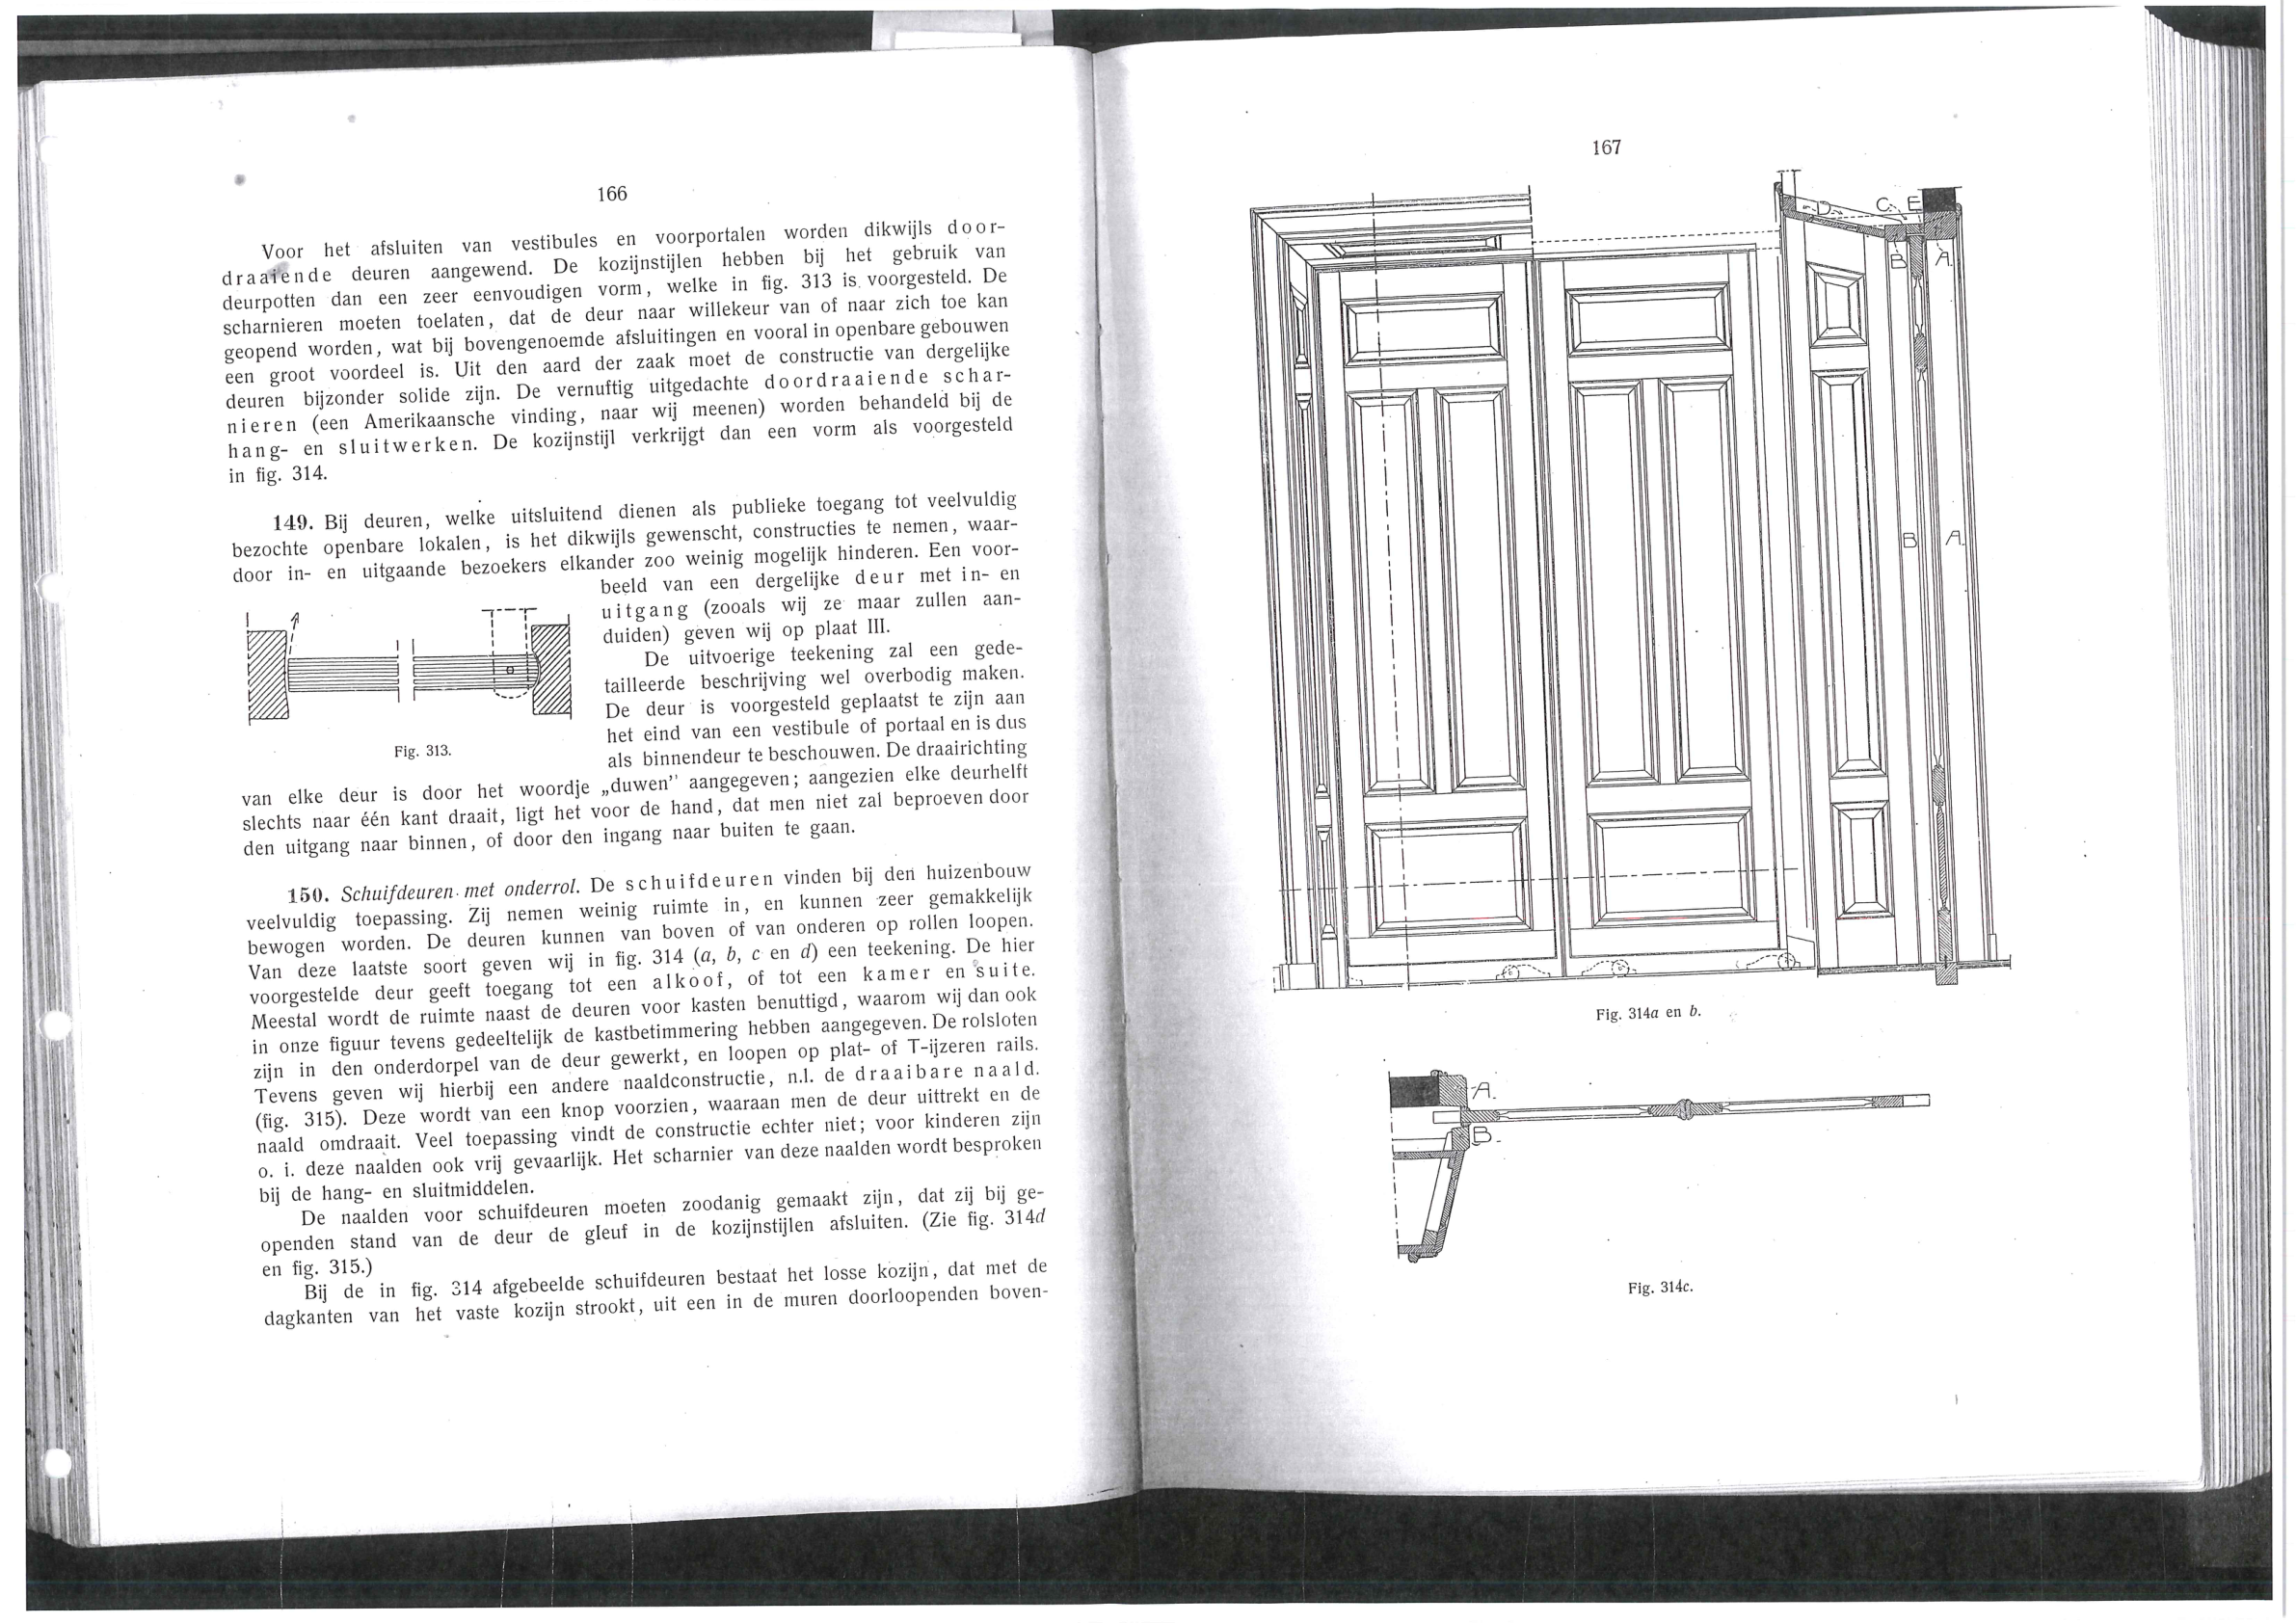 166
Voor het afsluiten van vestibules en voorportalen worden dikwijls door-
draaiende deuren aangewend. De kozijnstijlen hebben bij het gebruik van
deurpotten dan een zeer eenvoudigen vorm, welke in fig. 313 is voorgesteld. De
scharnieren moeten toelaten, dat de deur naar willekeur van of naar zich toe kan
geopend worden, wat bij bovengenoemde afsluitingen en vooral in openbare gebouwen
een groot voordeel is. Uit den aard der zaak moet de constructie van dergelijke
deuren bijzonder solide zijn. De vernuftig uitgedachte doordraaiende schar-
nieren (een Amerikaansche vinding, naar wij meenen) worden behandeld bij de
hang- en sluitwerken. De kozijnstijl verkrijgt dan een vorm als voorgesteld
in fig. 314.
149. Bij deuren, welke uitsluitend dienen als publieke toegang tot veelvuldig
bezochte openbare lokalen, is het dikwijls gewenscht, constructies te nemen, waar-
door in- en uitgaande bezoekers elkander zoo weinig mogelijk hinderen. Een voor-
beeld van een dergelijke deur met in- en
uitgang (zooals wij ze maar zullen aan-
duiden) geven wij op plaat III.
De uitvoerige teekening zal een gede-
tailleerde beschrijving wel overbodig maken.
De deur is voorgesteld geplaatst te zijn aan
het eind van een vestibule of portaal en is dus
als binnendeur te beschouwen. De draairichting
Fig. 313.
van elke deur is door het woordje „duwen” aangegeven; aangezien elke deurhelft
slechts naar één kant draait, ligt het voor de hand, dat men niet zal beproeven door
den uitgang naar binnen, of door den ingang naar buiten te gaan.
150. Schuifdeuren met onderrol. De schuifdeuren vinden bij den huizenbouw
veelvuldig toepassing. Zij nemen weinig ruimte in, en kunnen zeer gemakkelijk
bewogen worden. De deuren kunnen van boven of van onderen op rollen loopen.
Van deze laatste soort geven wij in fig. 314 (a, b, c en d) een teekening. De hier
voorgestelde deur geeft toegang tot een alkoof, of tot een kamer en suite.
Meestal wordt de ruimte naast de deuren voor kasten benuttigd, waarom wij dan ook
in onze figuur tevens gedeeltelijk de kastbetimmering hebben aangegeven. De rolsloten
zijn in den onderdorpel van de deur gewerkt, en loopen op plat- of T-ijzeren rails.
Tevens geven wij hierbij een andere naaldconstructie, n.l. de draaibare naald.
(fig. 315). Deze wordt van een knop voorzien, waaraan men de deur uittrekt en de
naald omdraait. Veel toepassing vindt de constructie echter niet; voor kinderen zijn
o. i. deze naalden ook vrij gevaarlijk. Het scharnier van deze naalden wordt besproken
bij de hang- en sluitmiddelen.
De naalden voor schuifdeuren moeten zoodanig gemaakt zijn, dat zij bij ge-
openden stand van de deur de gleuf in de kozijnstijlen afsluiten. (Zie fig. 314d
en fig. 315.)
Bij de in fig. 314 afgebeelde schuifdeuren bestaat het losse kozijn, dat met de
dagkanten van het vaste kozijn strookt, uit een in de muren doorloopenden boven-
167
D C. E
B A.
B A.
Fig. 314a en b.
A.
B.
Fig. 314c.